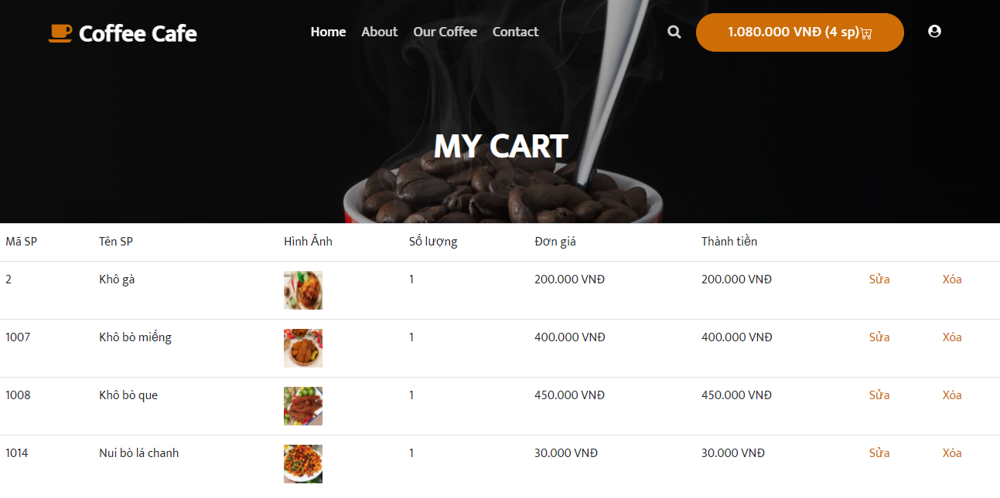 Coffee Cafe Home About Our Coffee Contact 1.080.000 VNĐ (4 sp)
MY CART
Mã SP Tên SP Hình Ảnh Số lượng Đơn giá Thành tiền
2 Khô gà 1 200.000 VNĐ 200.000 VNĐ Sửa Xóa
1007 Khô bò miếng 1 400.000 VNĐ 400.000 VNĐ Sửa Xóa
1008 Khô bò que 1 450.000 VNĐ 450.000 VNĐ Sửa Xóa
1014 Nui bò lá chanh 1 30.000 VNĐ 30.000 VNĐ Sửa Xóa